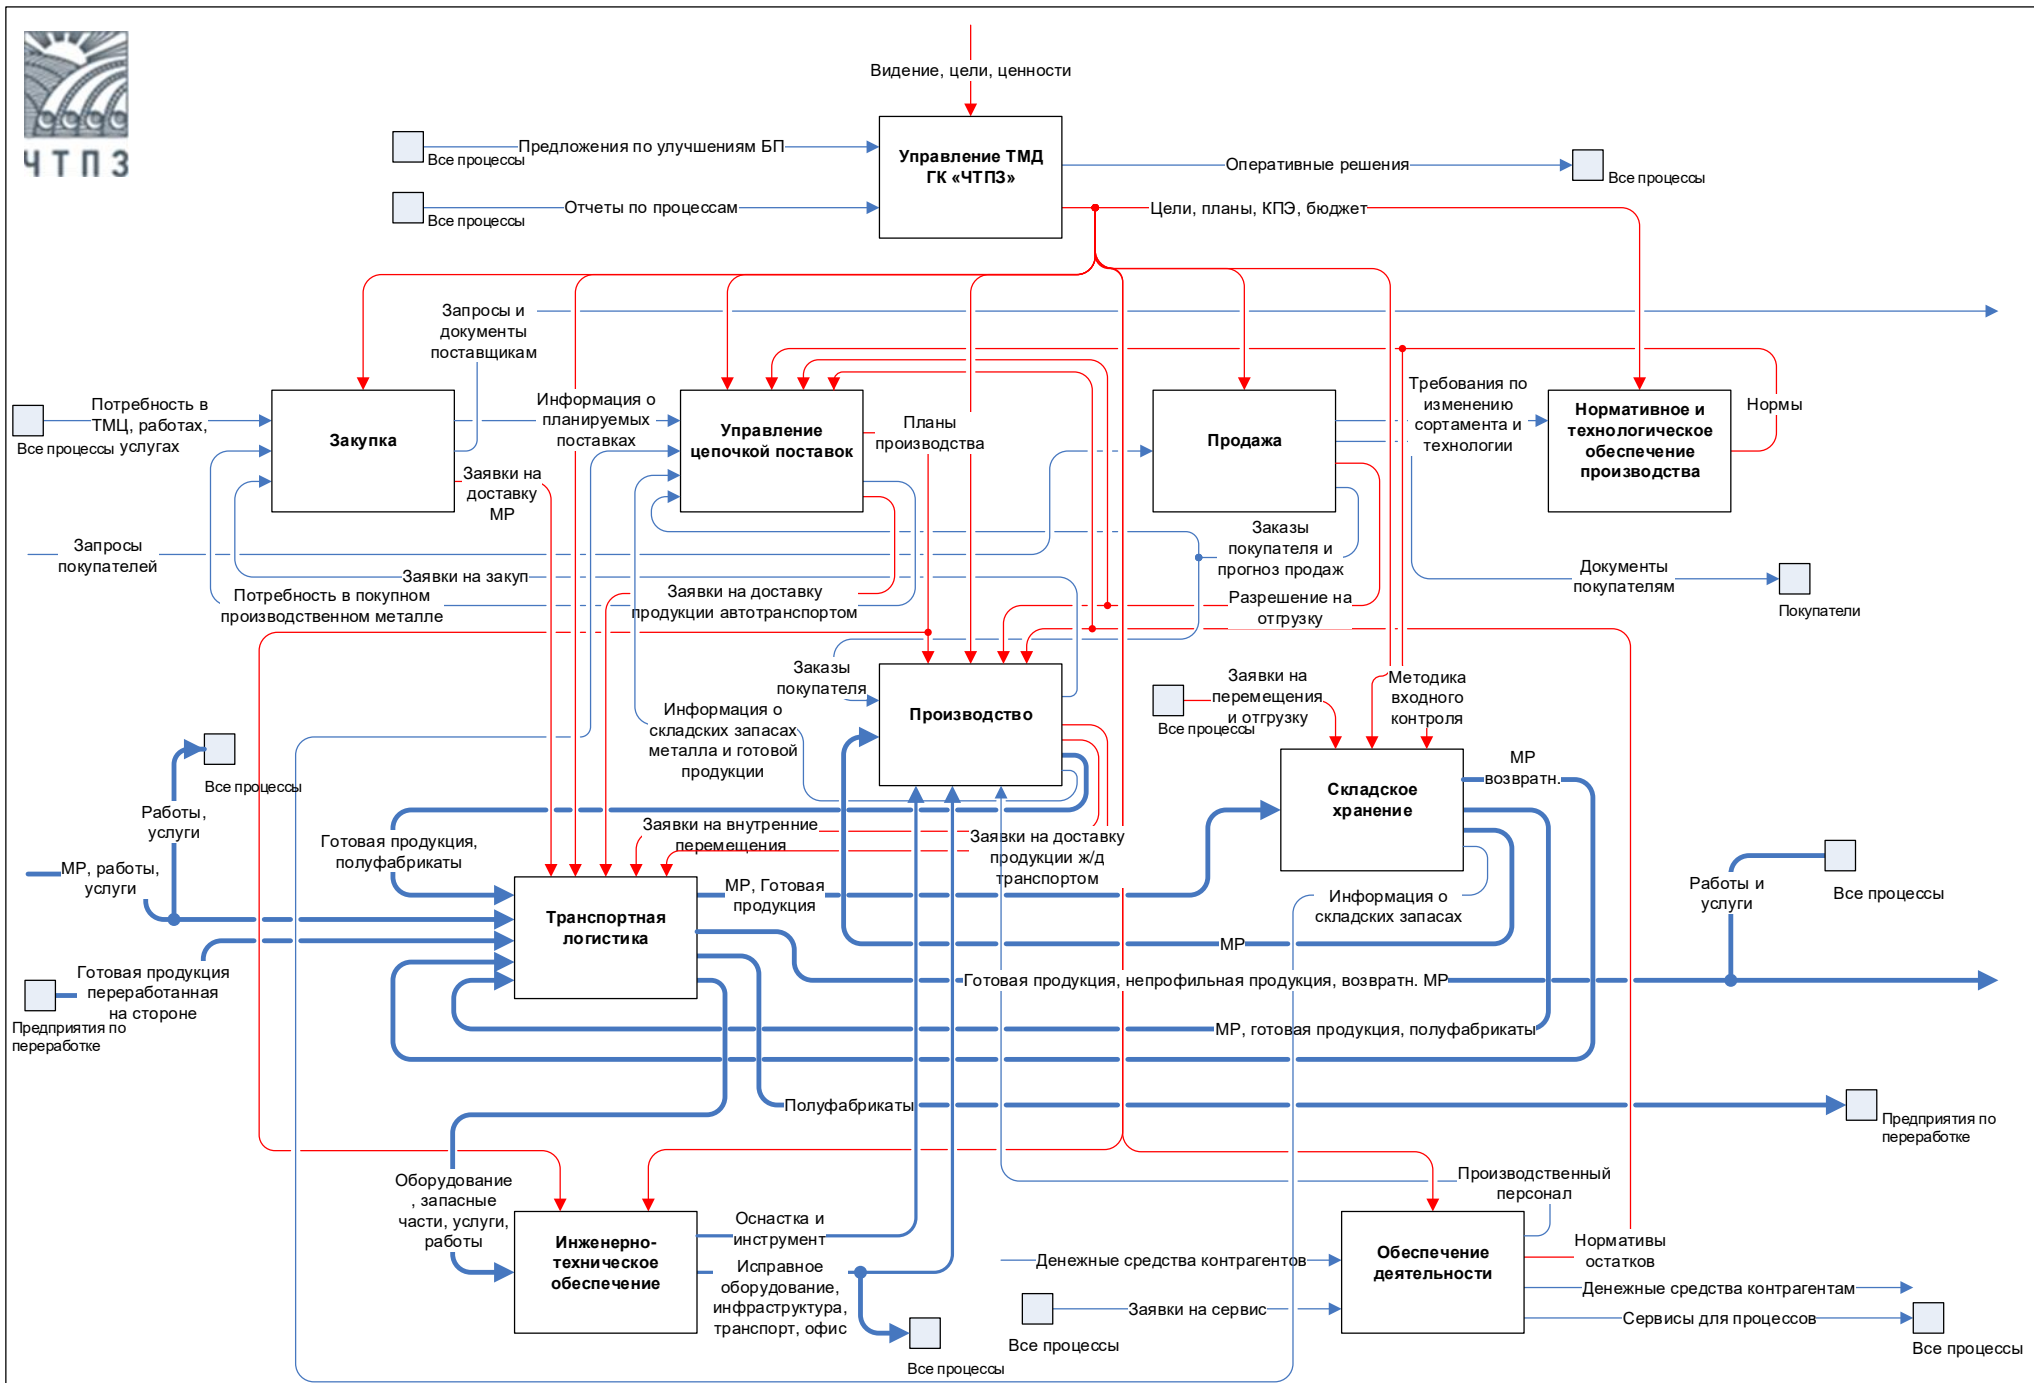 ЧТПЗ
Видение, цели, ценности
Предложения по улучшениям БП
Все процессы
Управление ТМД
ГК «ЧТПЗ»
Оперативные решения
Все процессы
Отчеты по процессам
Все процессы
Цели, планы, КПЭ, бюджет
Запросы и
документы
поставщикам
Потребность в
ТМЦ, работах,
услугах
Все процессы
Закупка
Информация о
планируемых
поставках
Управление
цепочкой поставок
Планы
производства
Продажа
Требования по
изменению
сортамента и
технологии
Нормативное и
технологическое
обеспечение
производства
Нормы
Заявки на
доставку
МР
Запросы
покупателей
Заявки на закуп
Потребность в покупном
производственном металле
Заявки на доставку
продукции автотранспортом
Заказы
покупателя и
прогноз продаж
Разрешение на
отгрузку
Документы
покупателям
Покупатели
Заказы
покупателя
Производство
Информация о
складских запасах
металла и готовой
продукции
Заявки на
перемещения
и отгрузку
Все процессы
Методика
входного
контроля
Складское
хранение
МР
возвратн.
Все процессы
Работы,
услуги
МР, работы,
услуги
Готовая продукция,
полуфабрикаты
Заявки на внутренние
перемещения
Заявки на доставку
продукции ж/д
транспортом
Транспортная
логистика
МР, Готовая
продукция
Информация о
складских запасах
Работы и
услуги
Все процессы
МР
Готовая продукция
переработанная
на стороне
Предприятия по
переработке
Готовая продукция, непрофильная продукция, возвратн. МР
МР, готовая продукция, полуфабрикаты
Полуфабрикаты
Предприятия по
переработке
Оборудование
, запасные
части, услуги,
работы
Инженерно-
техническое
обеспечение
Оснастка и
инструмент
Исправное
оборудование,
инфраструктура,
транспорт, офис
Все процессы
Производственный
персонал
Денежные средства контрагентов
Заявки на сервис
Все процессы
Обеспечение
деятельности
Нормативы
остатков
Денежные средства контрагентам
Сервисы для процессов
Все процессы